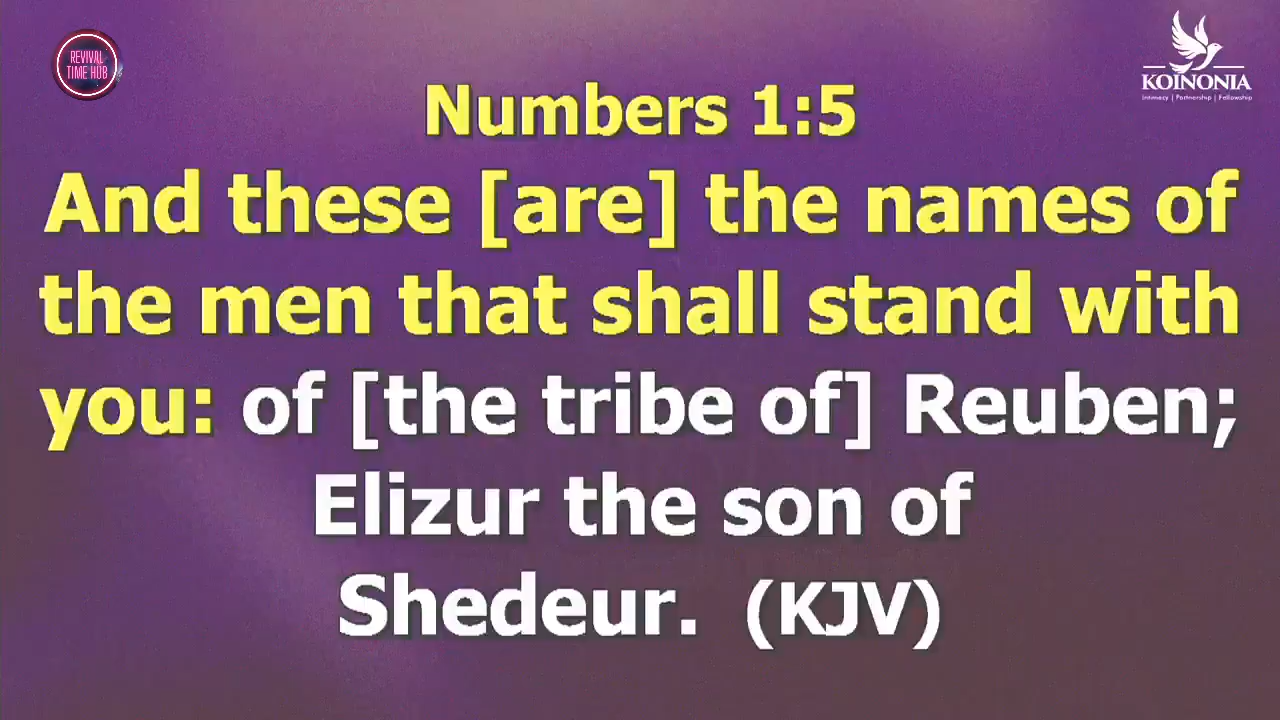 REVIVAL
TIME HUB
KOINONIA
Intimacy | Partnership | Fellowship
Numbers 1:5
And these [are] the names of
the men that shall stand with
you: of [the tribe of] Reuben;
Elizur the son of
Shedeur. (KJV)